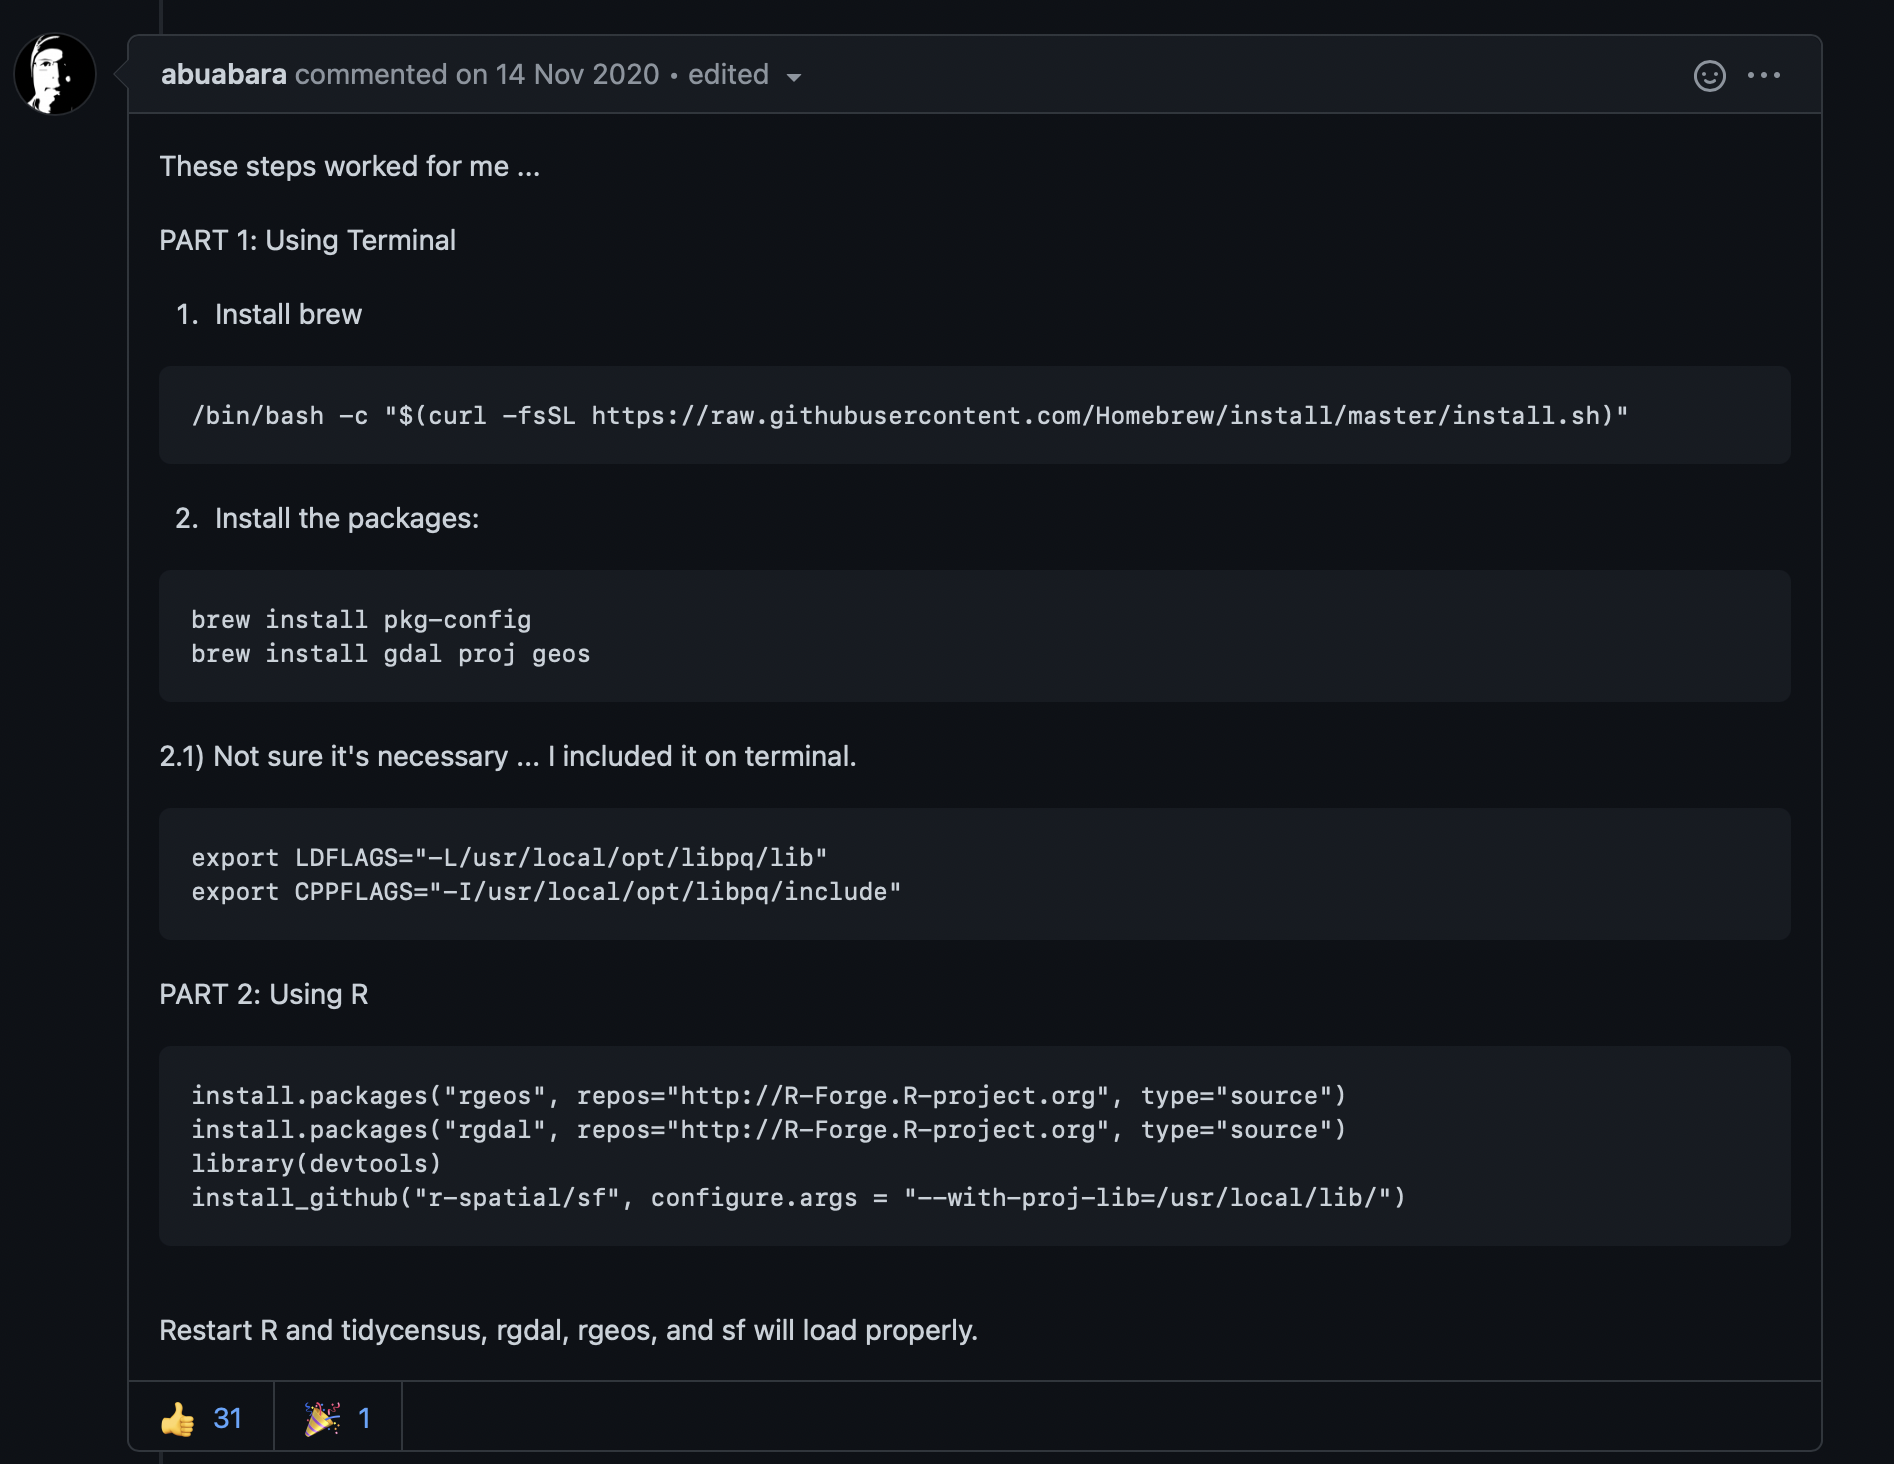 abuabara commented on 14 Nov 2020 • edited
These steps worked for me ...
PART 1: Using Terminal
1. Install brew
/bin/bash -c "$(curl -fsSL https://raw.githubusercontent.com/Homebrew/install/master/install.sh)"
2. Install the packages:
brew install pkg-config
brew install gdal proj geos
2.1) Not sure it's necessary ... I included it on terminal.
export LDFLAGS="-L/usr/local/opt/libpq/lib"
export CPPFLAGS="-I/usr/local/opt/libpq/include"
PART 2: Using R
install.packages("rgeos", repos="http://R-Forge.R-project.org", type="source")
install.packages("rgdal", repos="http://R-Forge.R-project.org", type="source")
library(devtools)
install_github("r-spatial/sf", configure.args = "--with-proj-lib=/usr/local/lib/")
Restart R and tidycensus, rgdal, rgeos, and sf will load properly.
👍 31 🎉 1